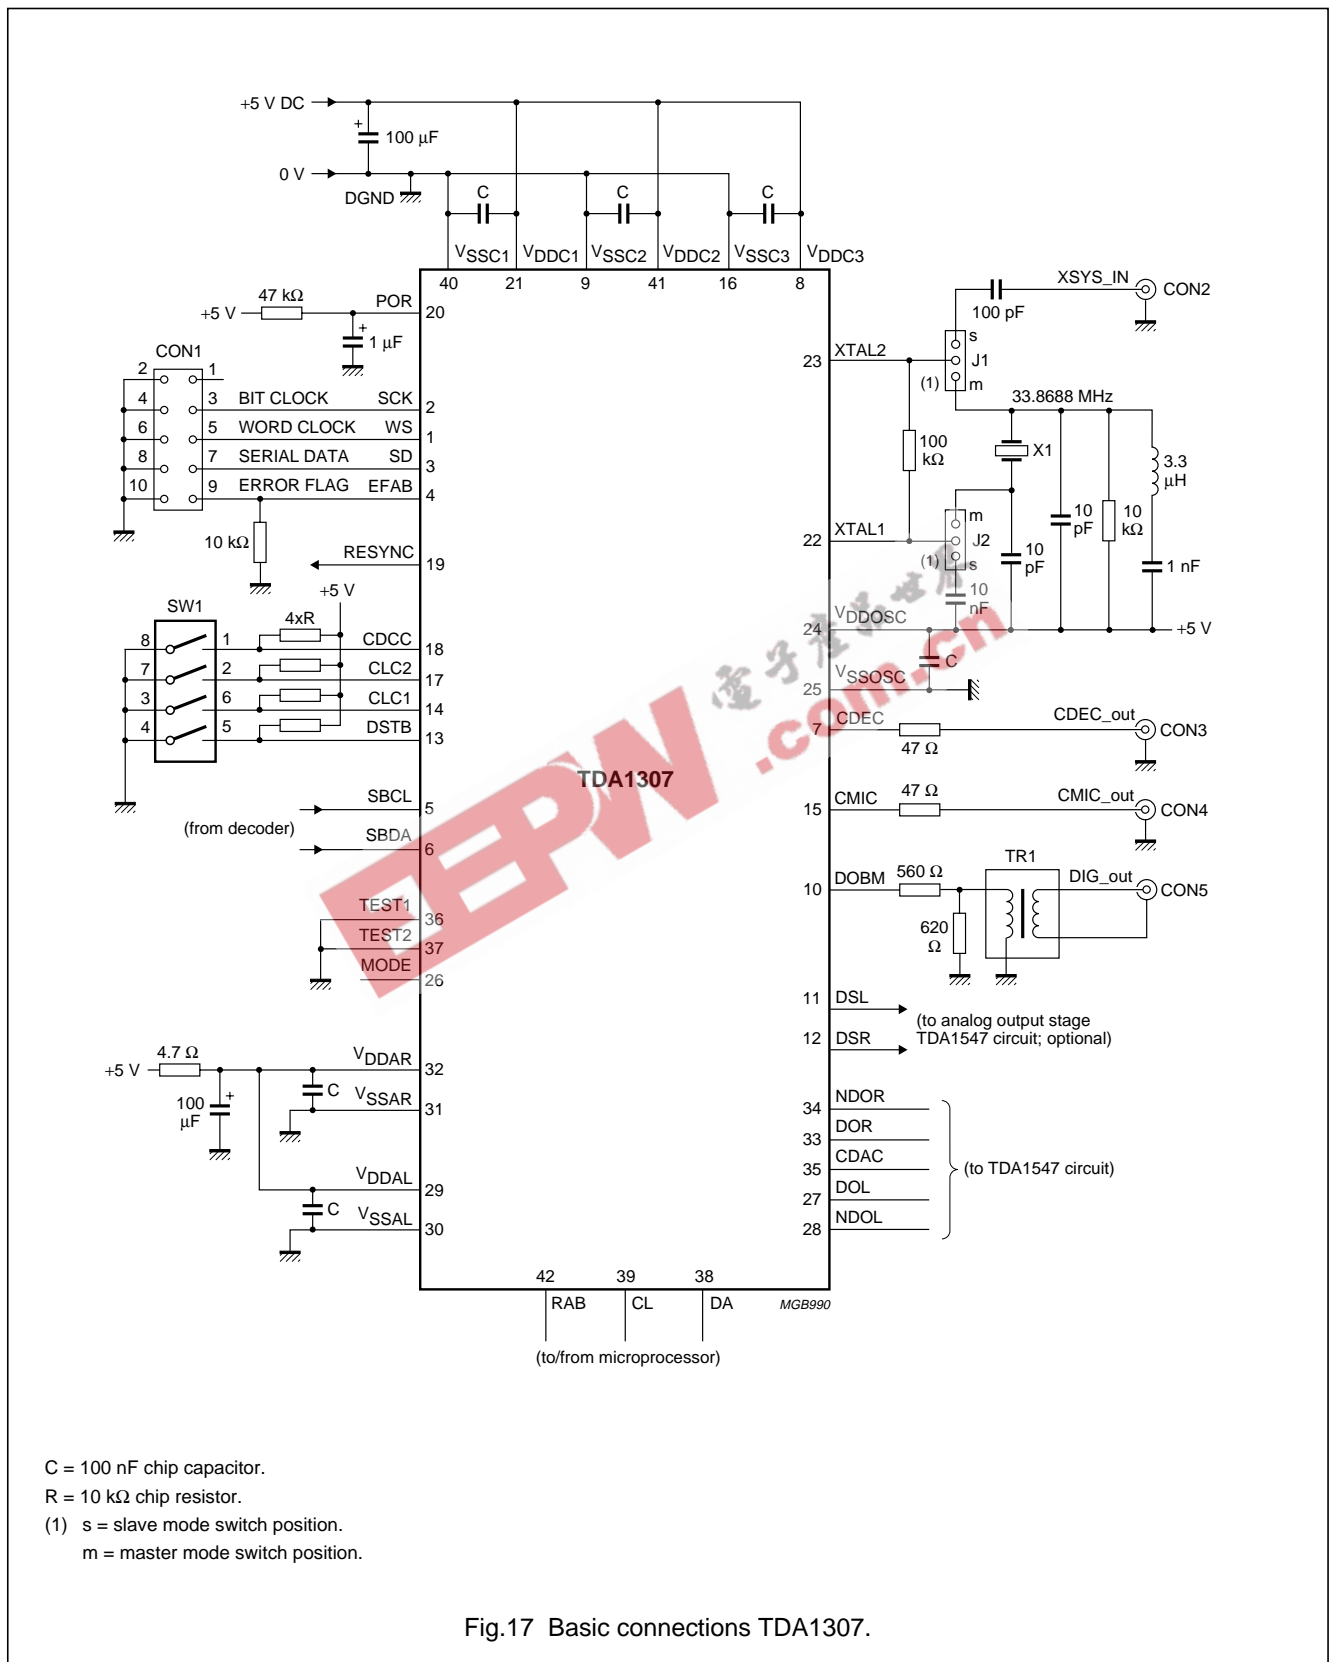 +5 V DC
+
100 µF
0 V
DGND
C
C
C
VSSC1
VDDC1
VSSC2
VDDC2
VSSC3
VDDC3
40
21
9
41
16
8
47 kΩ
+5 V
POR
20
+
1 µF
CON1
2
1
4
3
BIT CLOCK
SCK
2
6
5
WORD CLOCK
WS
1
8
7
SERIAL DATA
SD
3
10
9
ERROR FLAG
EFAB
4
10 kΩ
RESYNC
19
+5 V
SW1
4xR
8
1
CDCC
18
7
2
CLC2
17
3
6
CLC1
14
4
5
DSTB
13
SBCL
5
(from decoder)
SBDA
6
TEST1
36
TEST2
37
MODE
26
4.7 Ω
+5 V
VDDAR
32
100
µF
+
C
VSSAR
31
VDDAL
29
C
VSSAL
30
TDA1307
XSYS_IN
CON2
100 pF
s
J1
(1)
m
23
XTAL2
33.8688 MHz
100
kΩ
X1
3.3
µH
m
J2
(1)
s
22
XTAL1
10
pF
10
pF
10
kΩ
1 nF
10
nF
24
VDDOSC
+5 V
C
25
VSSOSC
7
CDEC
47 Ω
CDEC_out
CON3
15
CMIC
47 Ω
CMIC_out
CON4
10
DOBM
560 Ω
620
Ω
TR1
DIG_out
CON5
11
DSL
12
DSR
(to analog output stage
TDA1547 circuit; optional)
34
NDOR
33
DOR
35
CDAC
27
DOL
28
NDOL
(to TDA1547 circuit)
42
39
38
RAB
CL
DA
MGB990
(to/from microprocessor)
EEPW
電子產品世界
.com.cn
C = 100 nF chip capacitor.
R = 10 kΩ chip resistor.
(1) s = slave mode switch position.
m = master mode switch position.
Fig.17 Basic connections TDA1307.